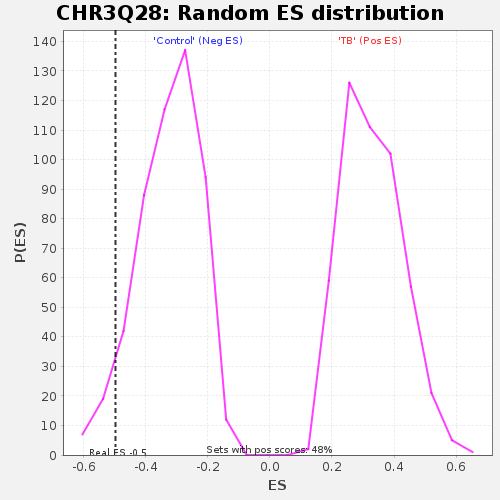 CHR3Q28: Random ES distribution
'Control' (Neg ES) 'TB' (Pos ES)
140
130
120
110
100
90
80
70
60
50
40
30
20
10
0
P(ES)
Real ES -0.5
Sets with pos scores: 48%
-0.6 -0.4 -0.2 0.0 0.2 0.4 0.6
ES